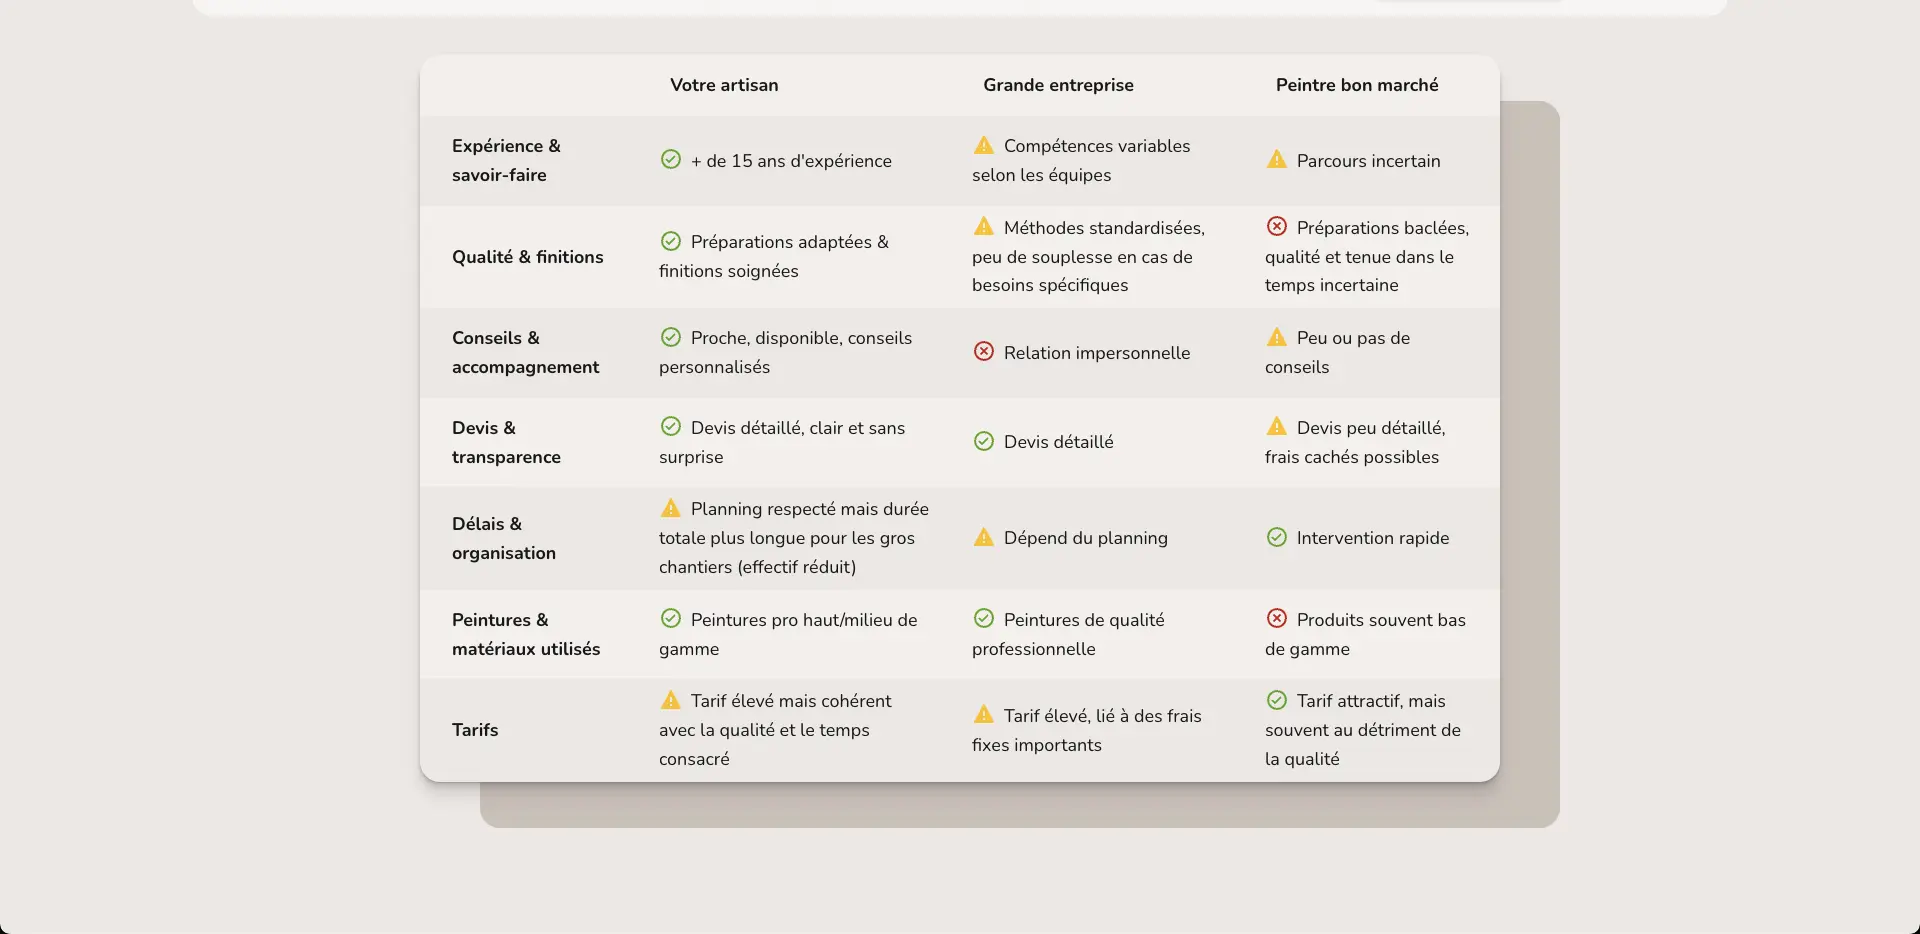 Votre artisan
Grande entreprise
Peintre bon marché
Expérience &
savoir-faire
+ de 15 ans d'expérience
Compétences variables
selon les équipes
Parcours incertain
Qualité & finitions
Préparations adaptées &
finitions soignées
Méthodes standardisées,
peu de souplesse en cas de
besoins spécifiques
Préparations baclées,
qualité et tenue dans le
temps incertaine
Conseils &
accompagnement
Proche, disponible, conseils
personnalisés
Relation impersonnelle
Peu ou pas de
conseils
Devis &
transparence
Devis détaillé, clair et sans
surprise
Devis détaillé
Devis peu détaillé,
frais cachés possibles
Délais &
organisation
Planning respecté mais durée
totale plus longue pour les gros
chantiers (effectif réduit)
Dépend du planning
Intervention rapide
Peintures &
matériaux utilisés
Peintures pro haut/milieu de
gamme
Peintures de qualité
professionnelle
Produits souvent bas
de gamme
Tarifs
Tarif élevé mais cohérent
avec la qualité et le temps
consacré
Tarif élevé, lié à des frais
fixes importants
Tarif attractif, mais
souvent au détriment de
la qualité